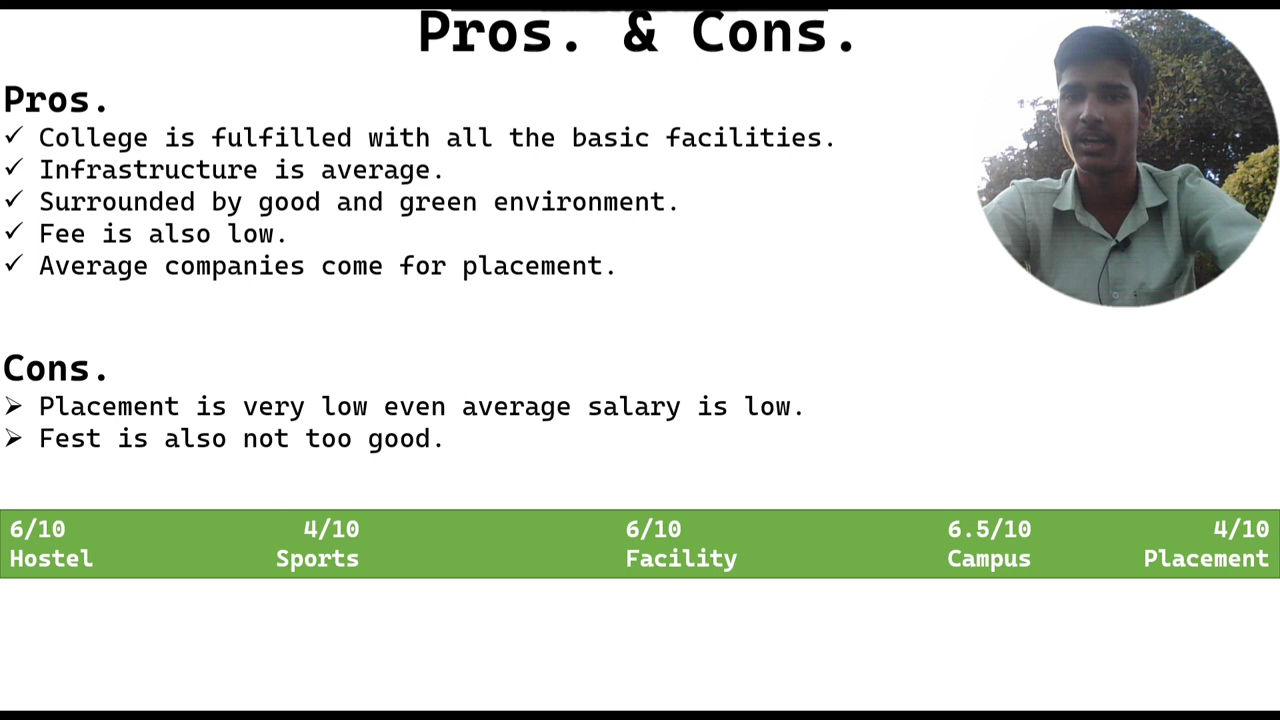 Pros. & Cons.
Pros.
✓ College is fulfilled with all the basic facilities.
✓ Infrastructure is average.
✓ Surrounded by good and green environment.
✓ Fee is also low.
✓ Average companies come for placement.
Cons.
➢ Placement is very low even average salary is low.
➢ Fest is also not too good.
6/10 4/10 6/10 6.5/10 4/10
Hostel Sports Facility Campus Placement